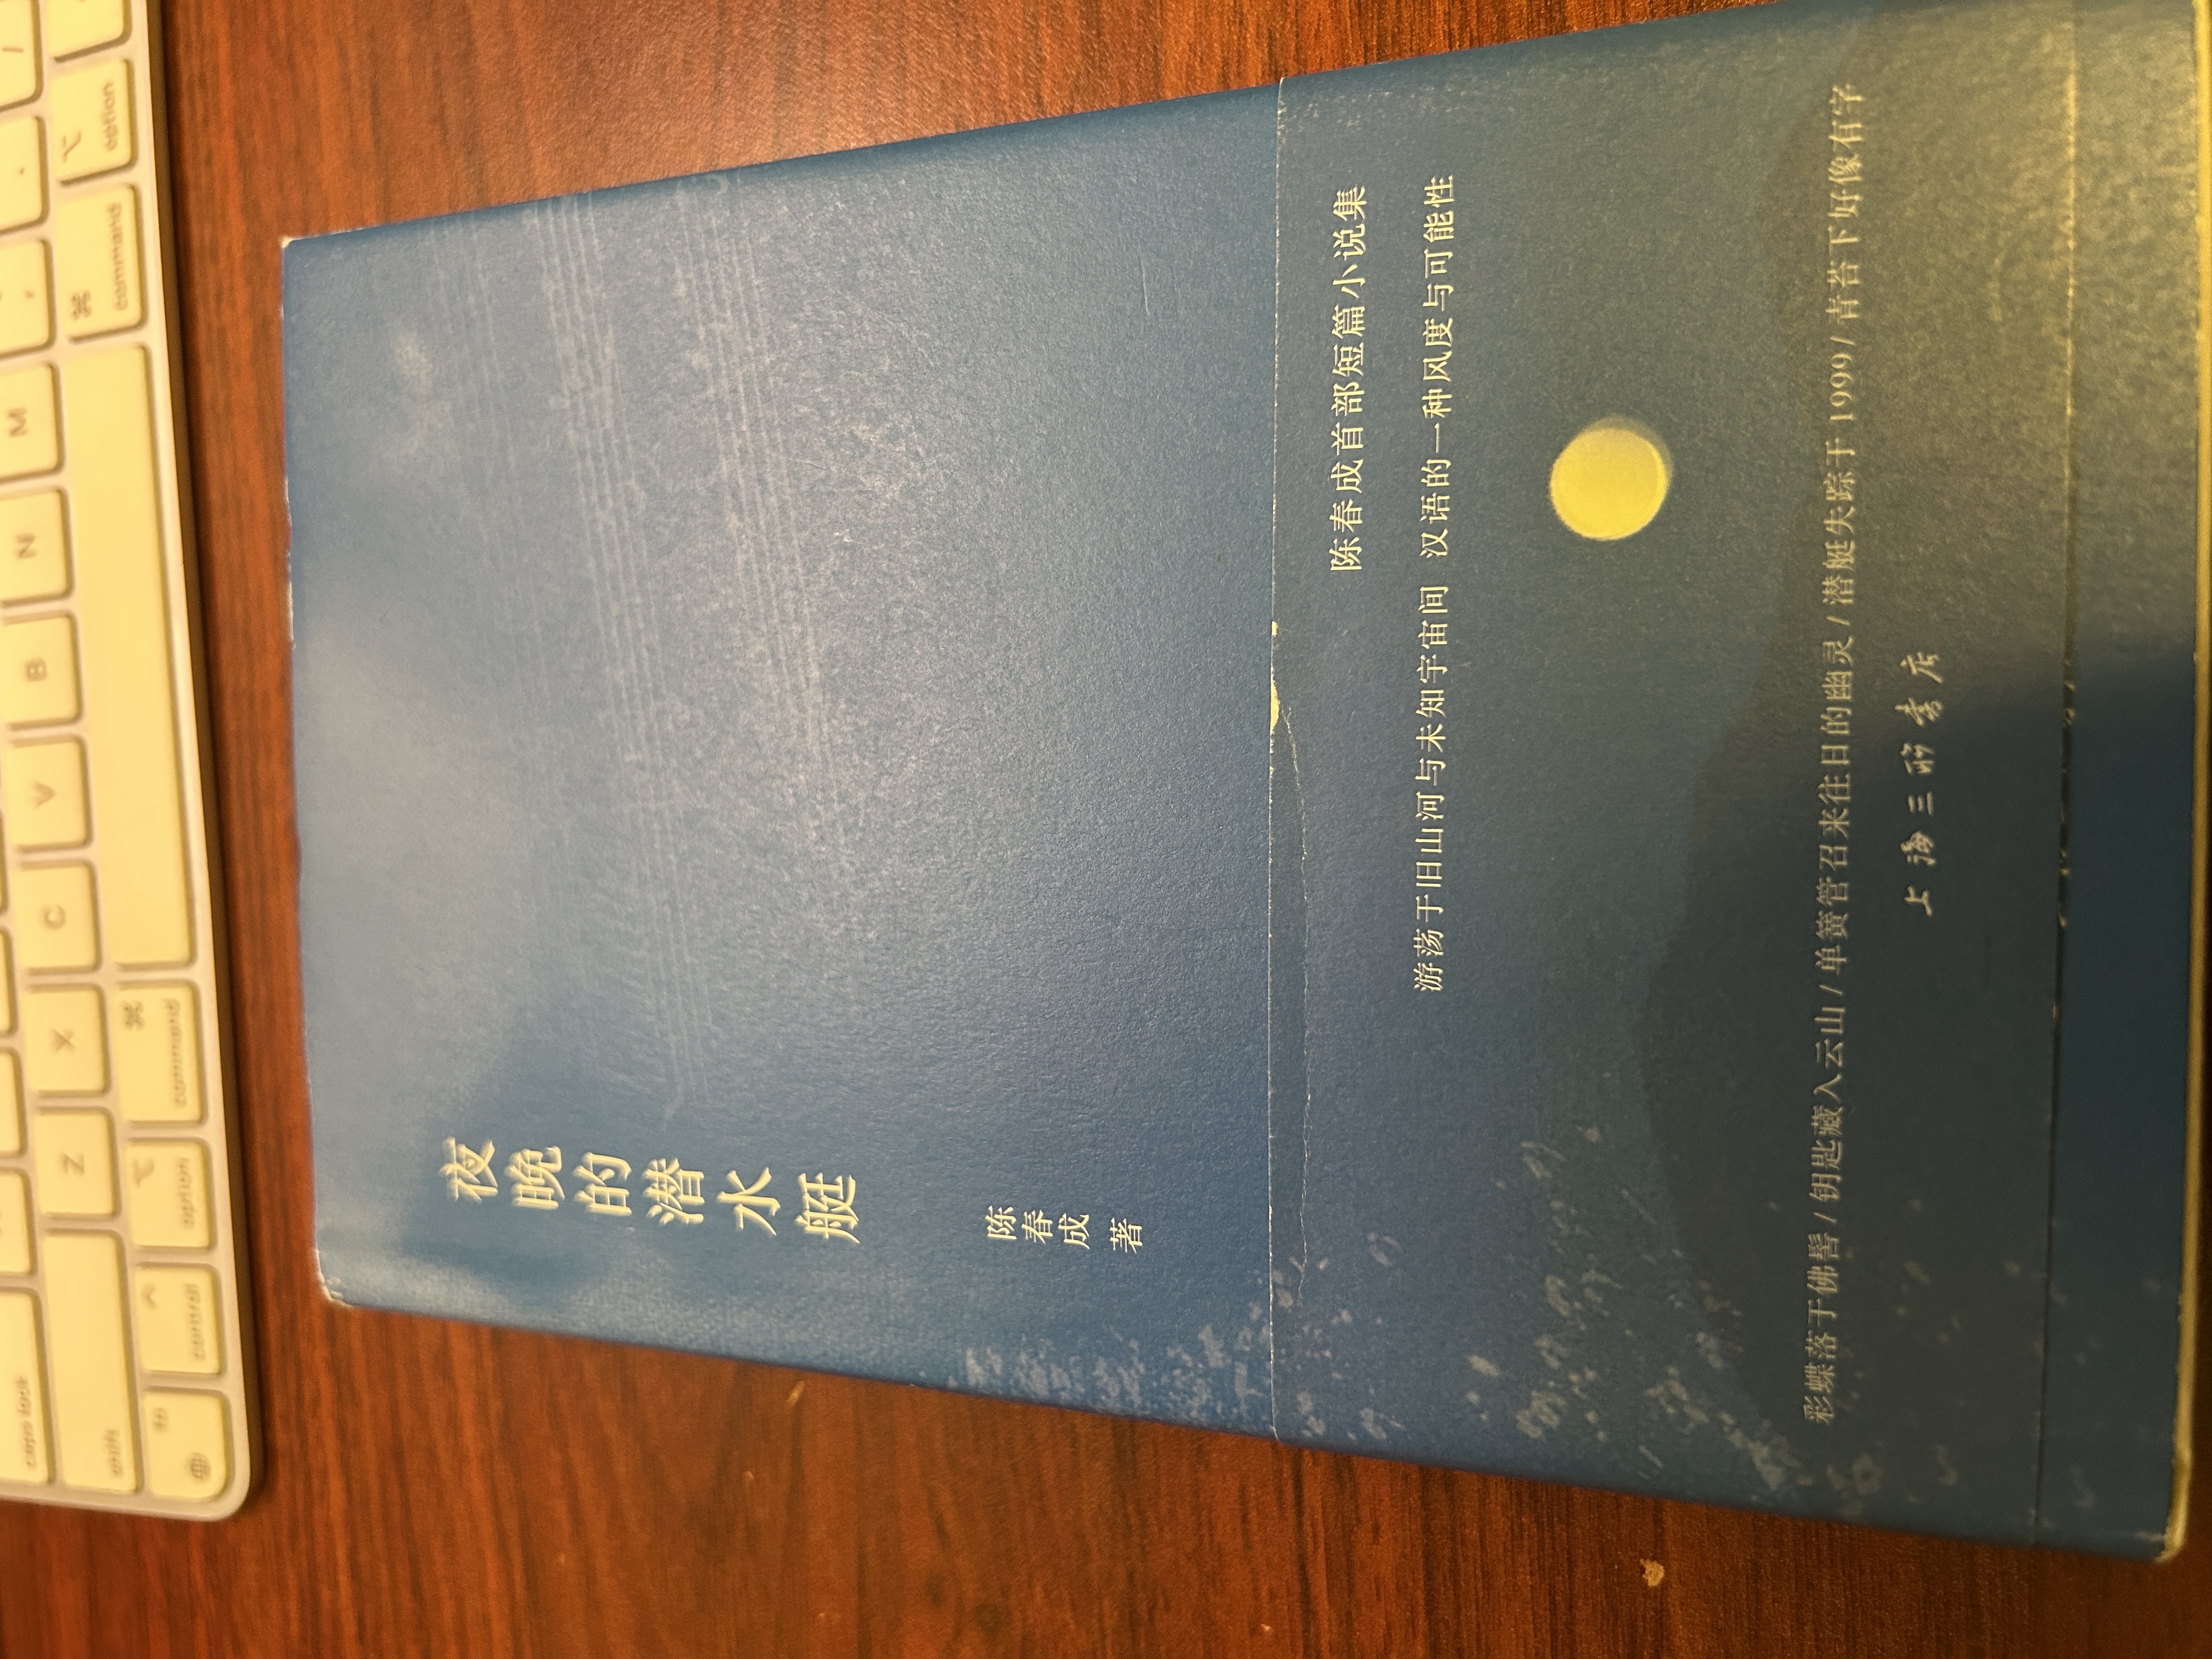 caps lock
shift
Z
X
C
V
B
N
M
,
.
/
fn
control
option
command
command
option
夜晚的潜水艇
陈春成 著
陈春成首部短篇小说集
游荡于旧山河与未知宇宙间 汉语的一种风度与可能性
彩蝶落于佛髻 / 钥匙藏入云山 / 单簧管召来往日的幽灵 / 潜艇失踪于 1999 / 青苔下好像有字
上海三联书店